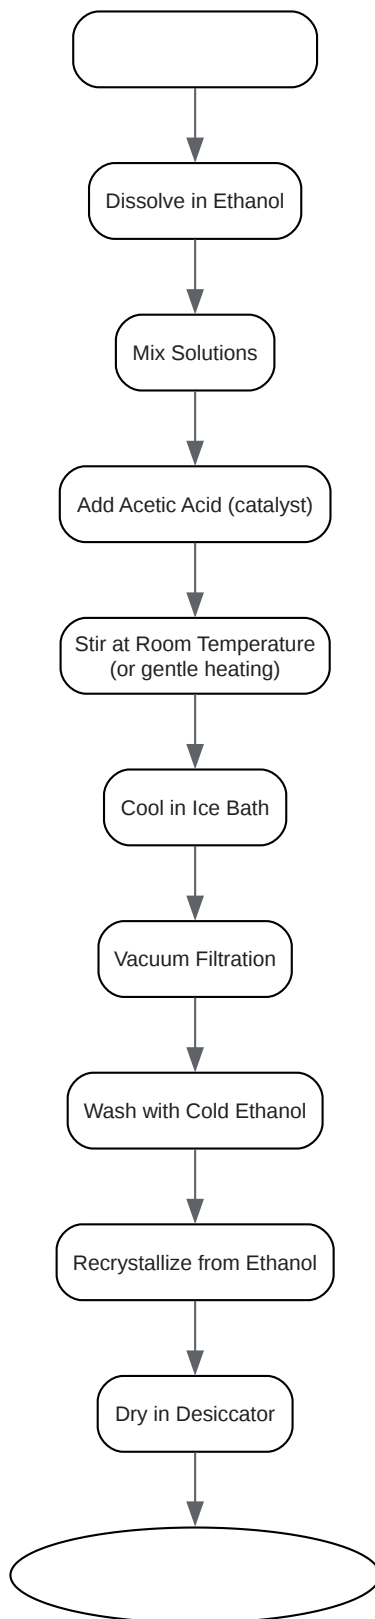 Dissolve in Ethanol
Mix Solutions
Add Acetic Acid (catalyst)
Stir at Room Temperature
(or gentle heating)
Cool in Ice Bath
Vacuum Filtration
Wash with Cold Ethanol
Recrystallize from Ethanol
Dry in Desiccator